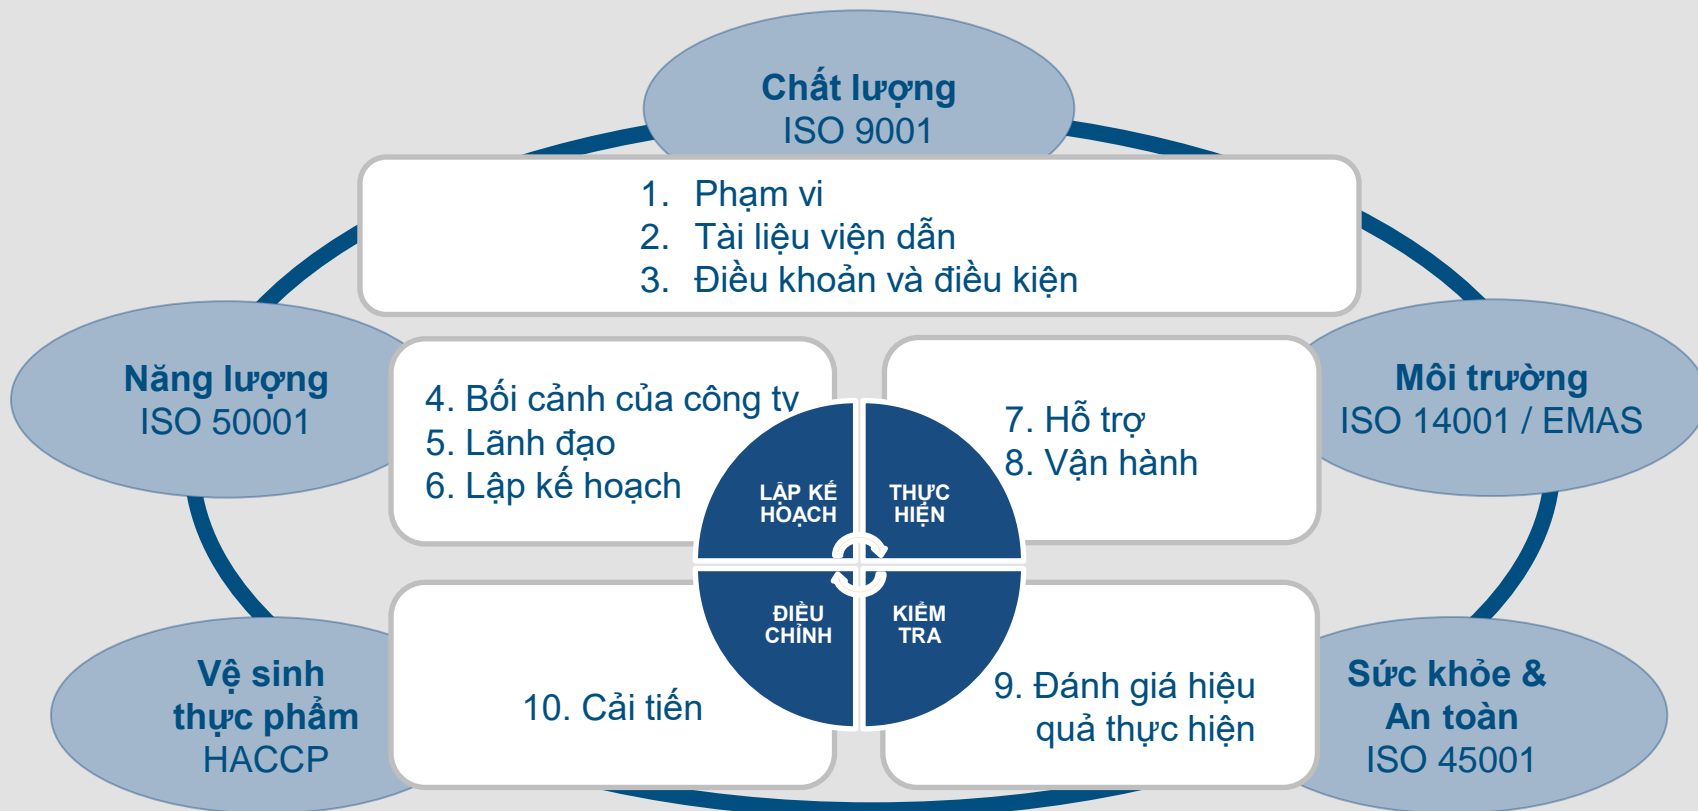 Chất lượng
ISO 9001
1. Phạm vi
2. Tài liệu viện dẫn
3. Điều khoản và điều kiện
Năng lượng
ISO 50001
4. Bối cảnh của công ty
5. Lãnh đạo
6. Lập kế hoạch
7. Hỗ trợ
8. Vận hành
Môi trường
ISO 14001 / EMAS
LẬP KẾ
HOẠCH
THỰC
HIỆN
ĐIỀU
CHỈNH
KIỂM
TRA
Vệ sinh
thực phẩm
HACCP
10. Cải tiến
9. Đánh giá hiệu
quả thực hiện
Sức khỏe &
An toàn
ISO 45001